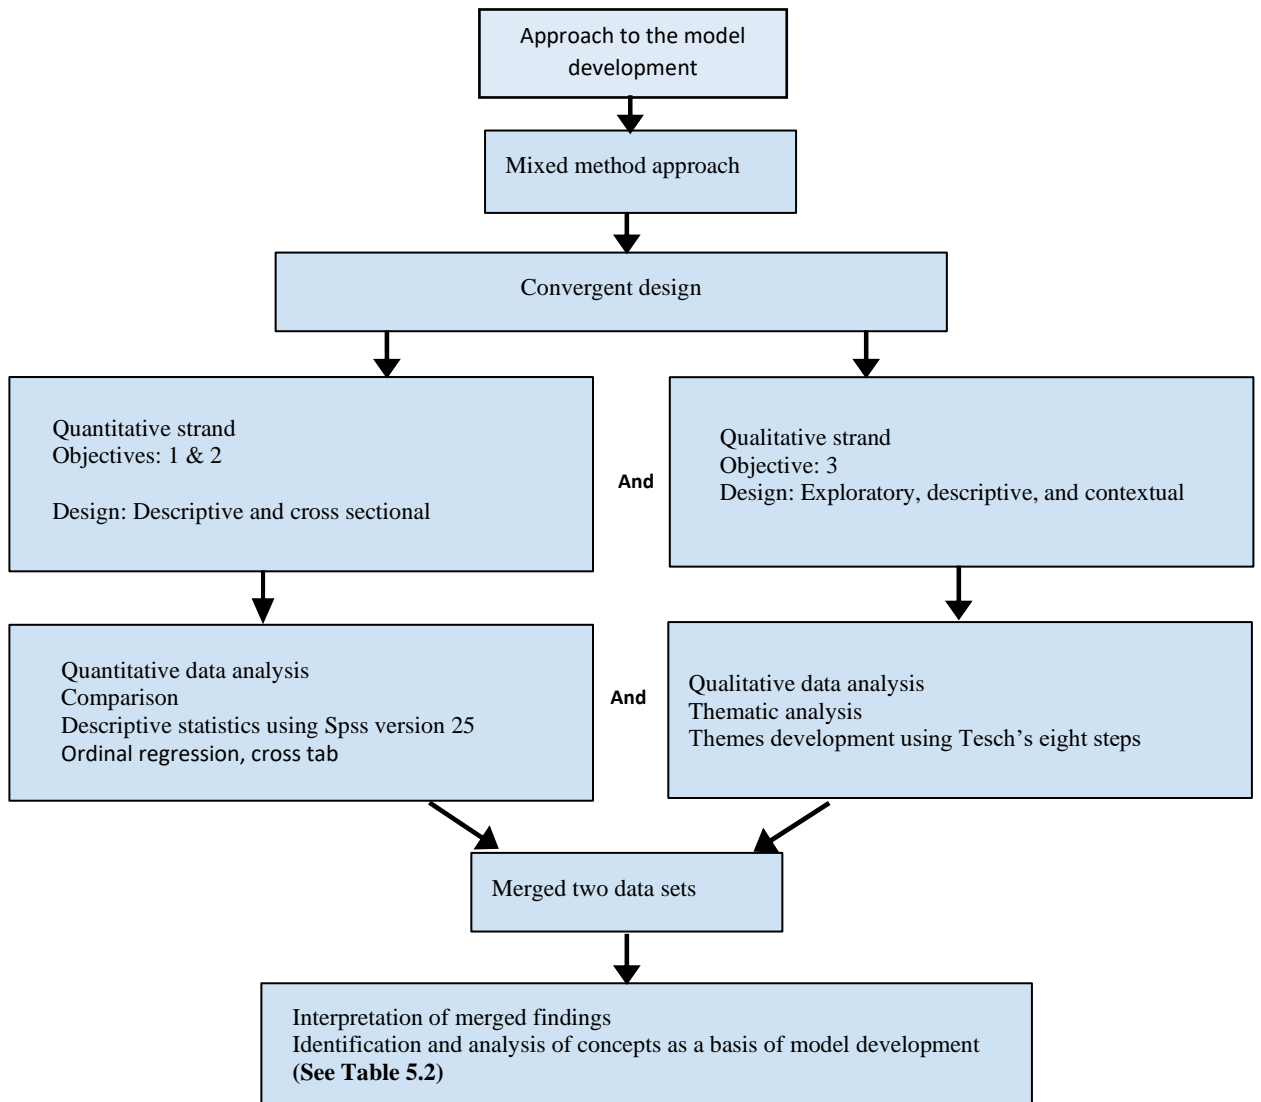 Approach to the model
development
Mixed method approach
Convergent design
Quantitative strand
Objectives: 1 & 2
Design: Descriptive and cross sectional
And
Qualitative strand
Objective: 3
Design: Exploratory, descriptive, and contextual
Quantitative data analysis
Comparison
Descriptive statistics using Spss version 25
Ordinal regression, cross tab
And
Qualitative data analysis
Thematic analysis
Themes development using Tesch’s eight steps
Merged two data sets
Interpretation of merged findings
Identification and analysis of concepts as a basis of model development
(See Table 5.2)